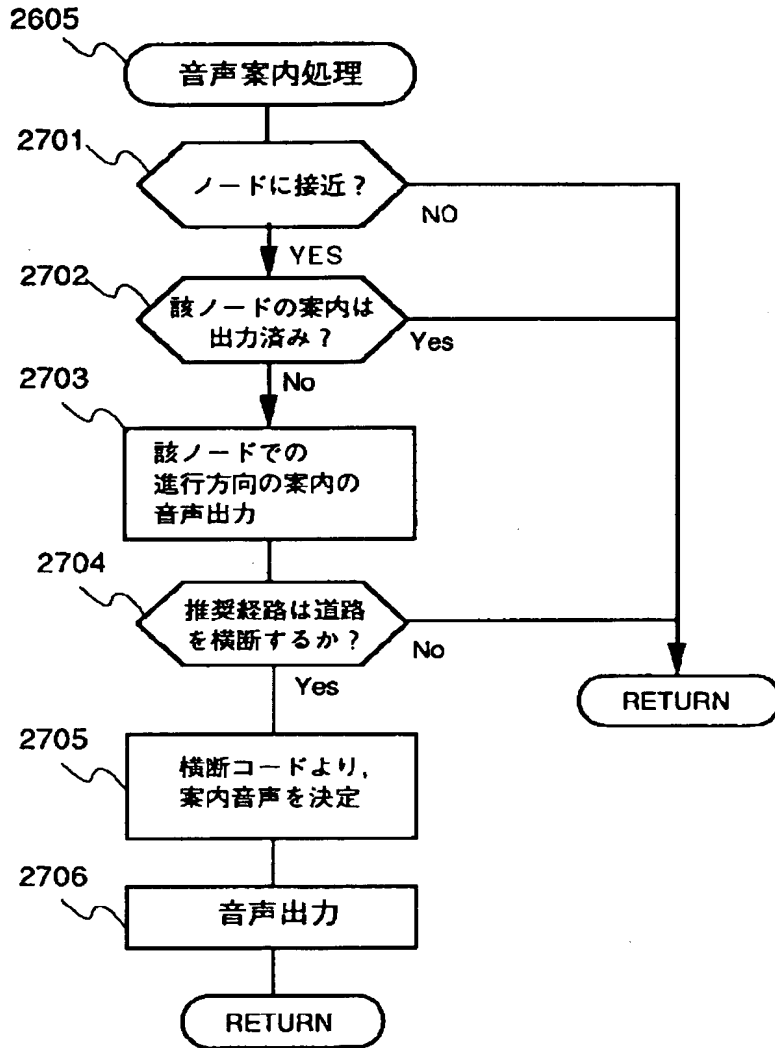 2605
音声案内処理
2701
ノードに接近？
NO
YES
2702
該ノードの案内は
出力済み？
Yes
No
2703
該ノードでの
進行方向の案内の
音声出力
2704
推奨経路は道路
を横断するか？
No
Yes
RETURN
2705
横断コードより，
案内音声を決定
2706
音声出力
RETURN